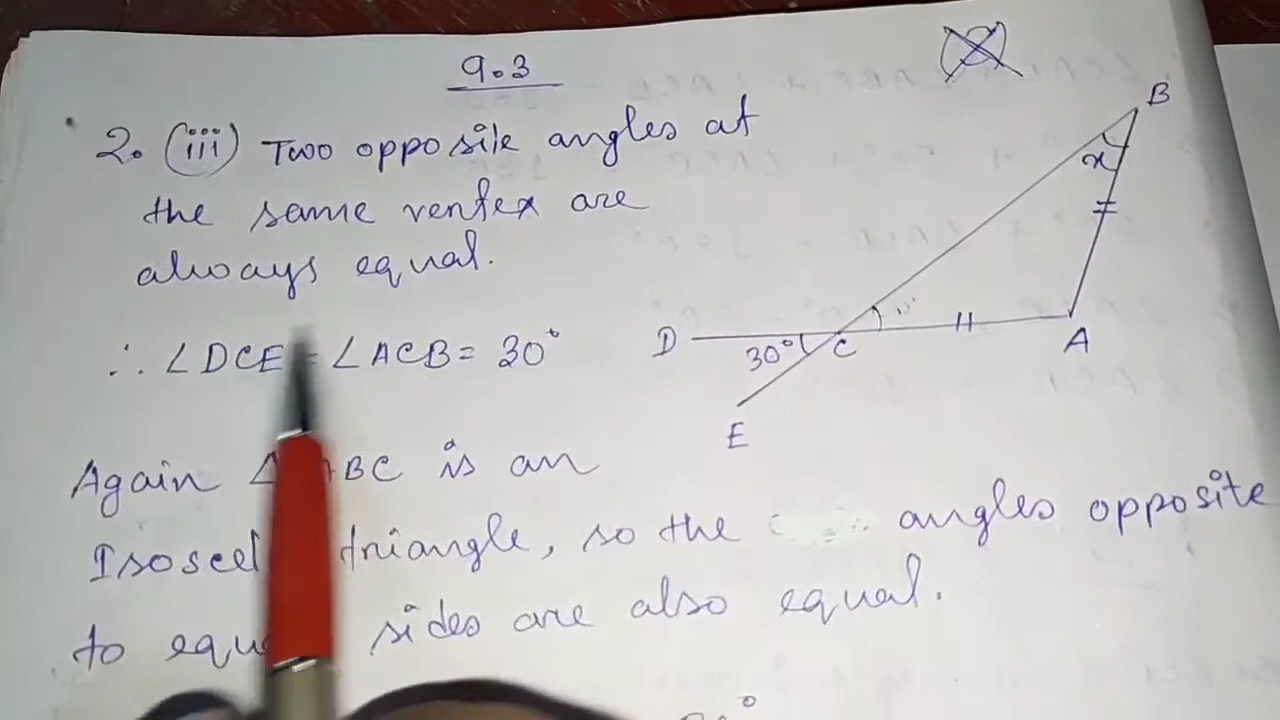 9.3
2. (iii) Two opposite angles at
the same vertex are
always equal.
∴ ∠DCE = ∠ACB = 30°
Again ABC is an
triangle, so the angles opposite
to sides are also equal.
B
x
D
30°
C
A
E